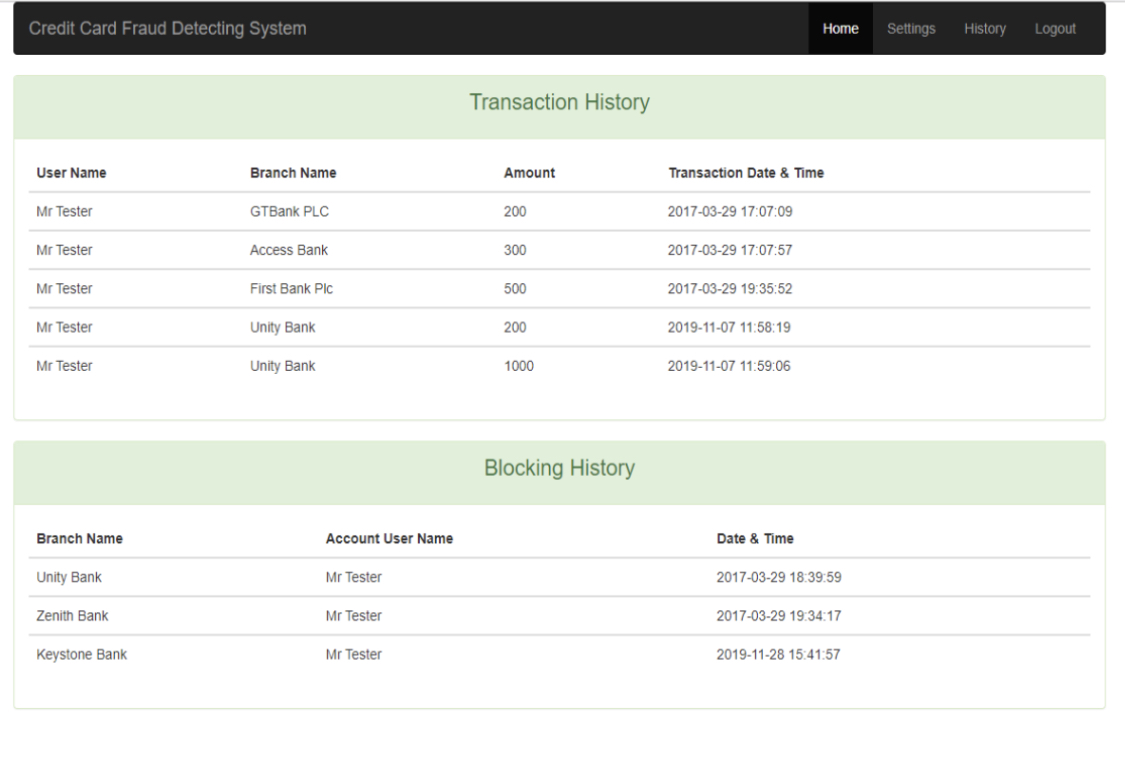 Credit Card Fraud Detecting System Home Settings History Logout
Transaction History
User Name Branch Name Amount Transaction Date & Time
Mr Tester GTBank PLC 200 2017-03-29 17:07:09
Mr Tester Access Bank 300 2017-03-29 17:07:57
Mr Tester First Bank Plc 500 2017-03-29 19:35:52
Mr Tester Unity Bank 200 2019-11-07 11:58:19
Mr Tester Unity Bank 1000 2019-11-07 11:59:06
Blocking History
Branch Name Account User Name Date & Time
Unity Bank Mr Tester 2017-03-29 18:39:59
Zenith Bank Mr Tester 2017-03-29 19:34:17
Keystone Bank Mr Tester 2019-11-28 15:41:57